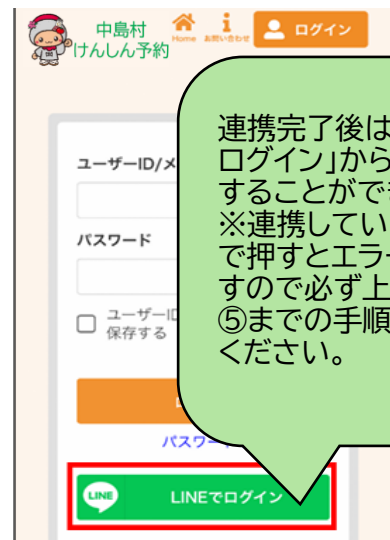 中島村
けんしん予約
Home
お問い合わせ
ログイン
連携完了後は
ログイン」から
することができ
※連携してい
で押すとエラー
すので必ず上
⑤までの手順
ください。
ユーザーID/メ
パスワード
ユーザーID
保存する
パスワー
LINE
LINEでログイン